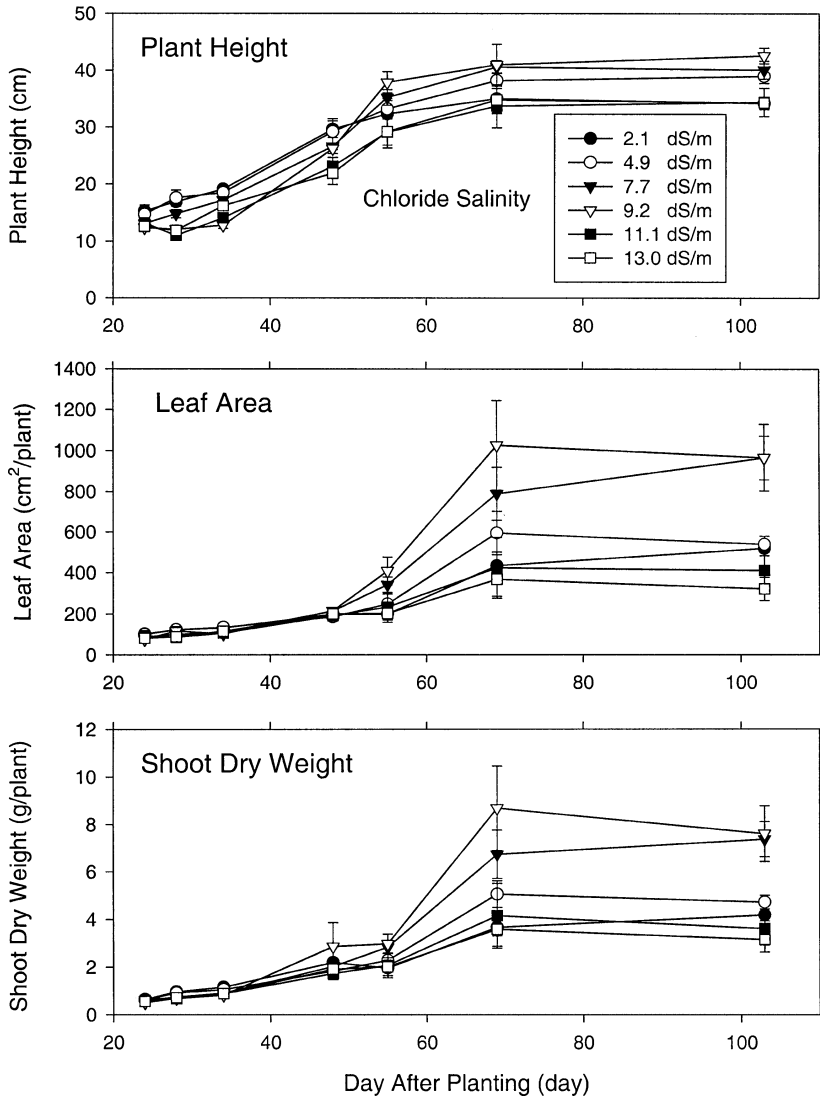 50
40
30
20
10
0
Plant Height (cm)
Plant Height
Chloride Salinity
2.1 dS/m
4.9 dS/m
7.7 dS/m
9.2 dS/m
11.1 dS/m
13.0 dS/m
20 40 60 80 100
1400
1200
1000
800
600
400
200
0
Leaf Area (cm²/plant)
Leaf Area
20 40 60 80 100
12
10
8
6
4
2
0
Shoot Dry Weight (g/plant)
Shoot Dry Weight
20 40 60 80 100
Day After Planting (day)